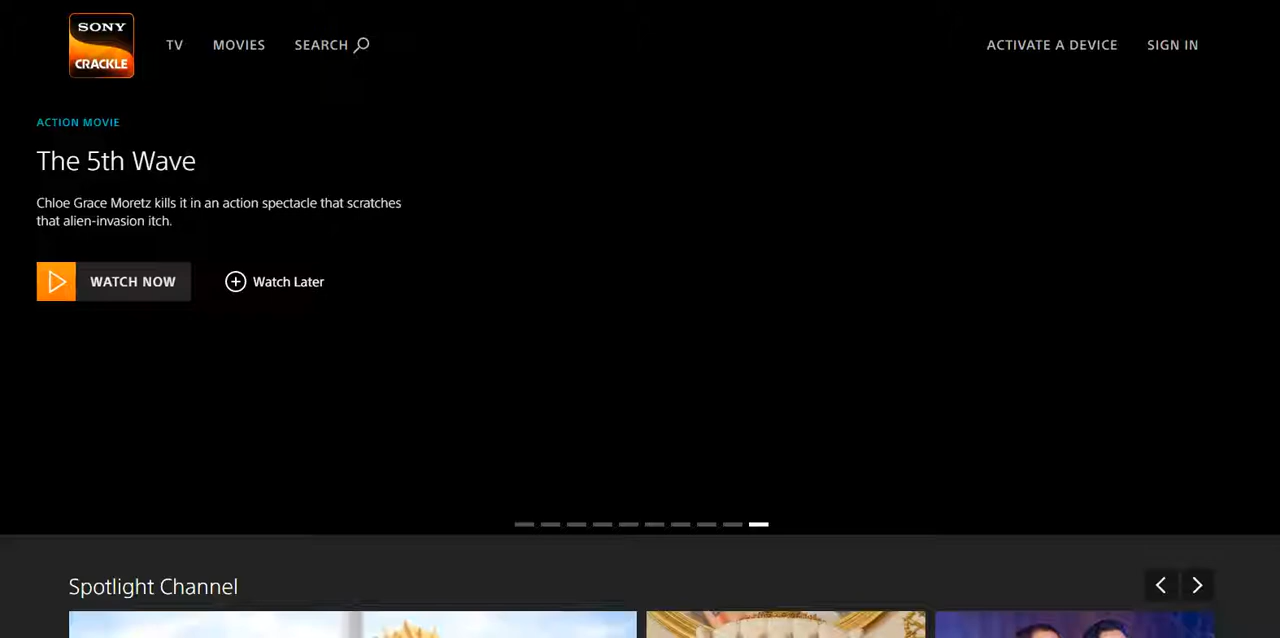 SONY
CRACKLE
TV
MOVIES
SEARCH
ACTIVATE A DEVICE
SIGN IN
ACTION MOVIE
The 5th Wave
Chloe Grace Moretz kills it in an action spectacle that scratches
that alien-invasion itch.
WATCH NOW
Watch Later
Spotlight Channel